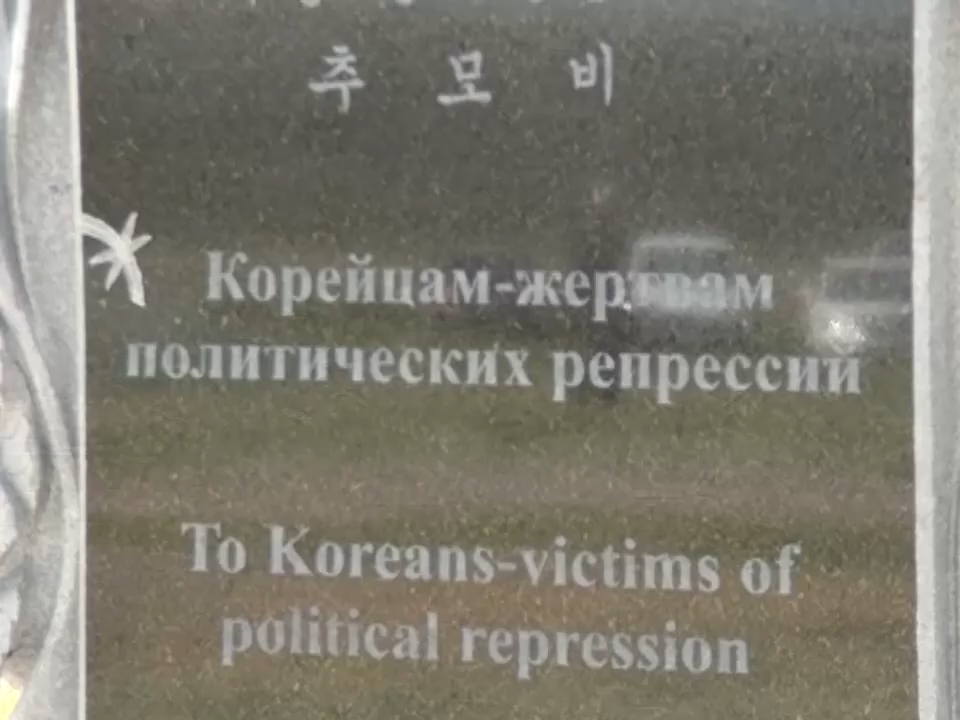 추 모 비
Корейцам-жертвам
политических репрессий
To Koreans-victims of
political repression